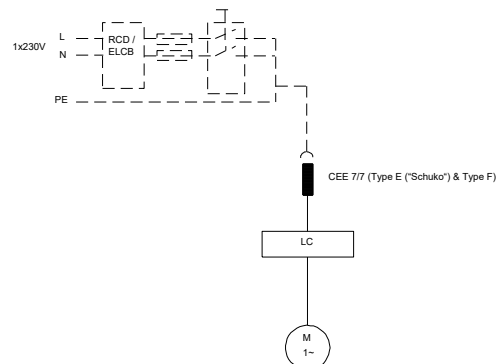 L
1x230V
N
RCD /
ELCB
PE
CEE 7/7 (Type E (“Schuko“) & Type F)
LC
M
1~